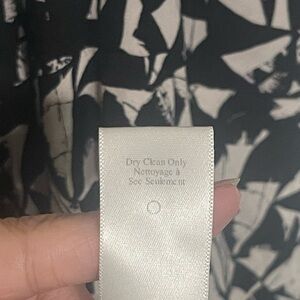 Dry Clean Only
Nettoyage à
Sec Seulement